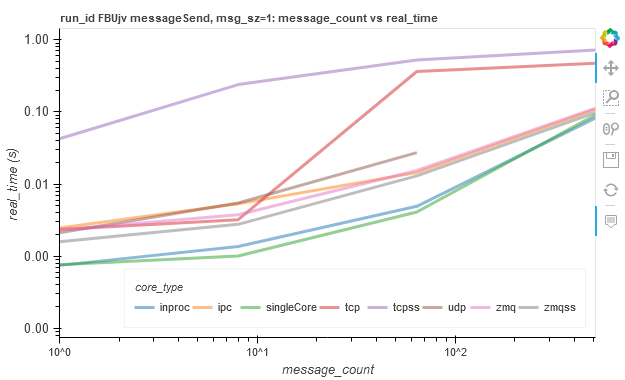 run_id FBUjv messageSend, msg_sz=1: message_count vs real_time
1.00
0.10
0.01
0.00
0.00
real_time (s)
core_type
inproc ipc singleCore tcp tcpss udp zmq zmqss
10^0 10^1 10^2
message_count